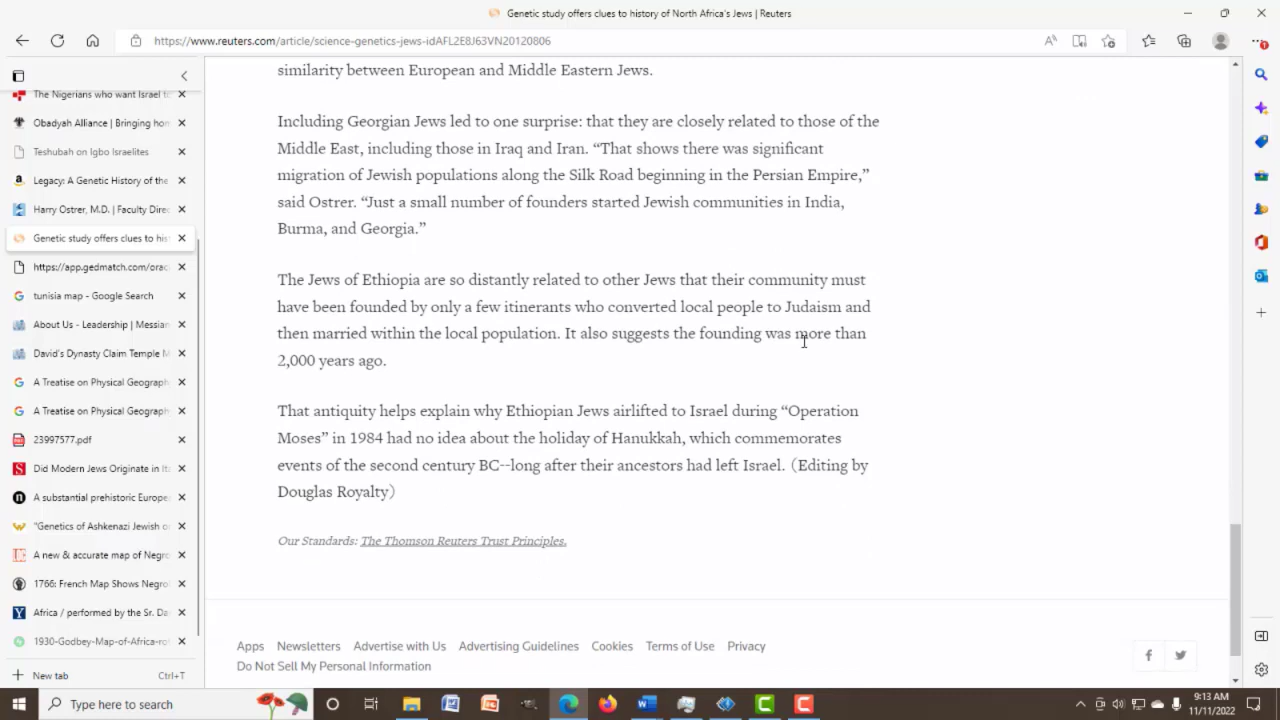 Genetic study offers clues to history of North Africa's Jews | Reuters
https://www.reuters.com/article/science-genetics-jews-idAFL2E8J63VN20120806
The Nigerians who want Israel to
Obadyah Alliance | Bringing hom
Teshubah on Igbo Israelites
Legacy: A Genetic History of the
Harry Ostrer, M.D. | Faculty Direc
Genetic study offers clues to his
https://app.gedmatch.com/orac
tunisia map - Google Search
About Us - Leadership | Messian
David's Dynasty Claim Temple M
A Treatise on Physical Geograph
A Treatise on Physical Geograph
23997577.pdf
Did Modern Jews Originate in Ita
A substantial prehistoric Europe
"Genetics of Ashkenazi Jewish o
A new & accurate map of Negro
1766: French Map Shows Negro
Africa / performed by the Sr. Da
1930-Godbey-Map-of-Africa-ro
New tab Ctrl+T
similarity between European and Middle Eastern Jews.
Including Georgian Jews led to one surprise: that they are closely related to those of the
Middle East, including those in Iraq and Iran. “That shows there was significant
migration of Jewish populations along the Silk Road beginning in the Persian Empire,”
said Ostrer. “Just a small number of founders started Jewish communities in India,
Burma, and Georgia.”
The Jews of Ethiopia are so distantly related to other Jews that their community must
have been founded by only a few itinerants who converted local people to Judaism and
then married within the local population. It also suggests the founding was more than
2,000 years ago.
That antiquity helps explain why Ethiopian Jews airlifted to Israel during “Operation
Moses” in 1984 had no idea about the holiday of Hanukkah, which commemorates
events of the second century BC--long after their ancestors had left Israel. (Editing by
Douglas Royalty)
Our Standards: The Thomson Reuters Trust Principles.
Apps Newsletters Advertise with Us Advertising Guidelines Cookies Terms of Use Privacy
Do Not Sell My Personal Information
Type here to search
9:13 AM
11/11/2022